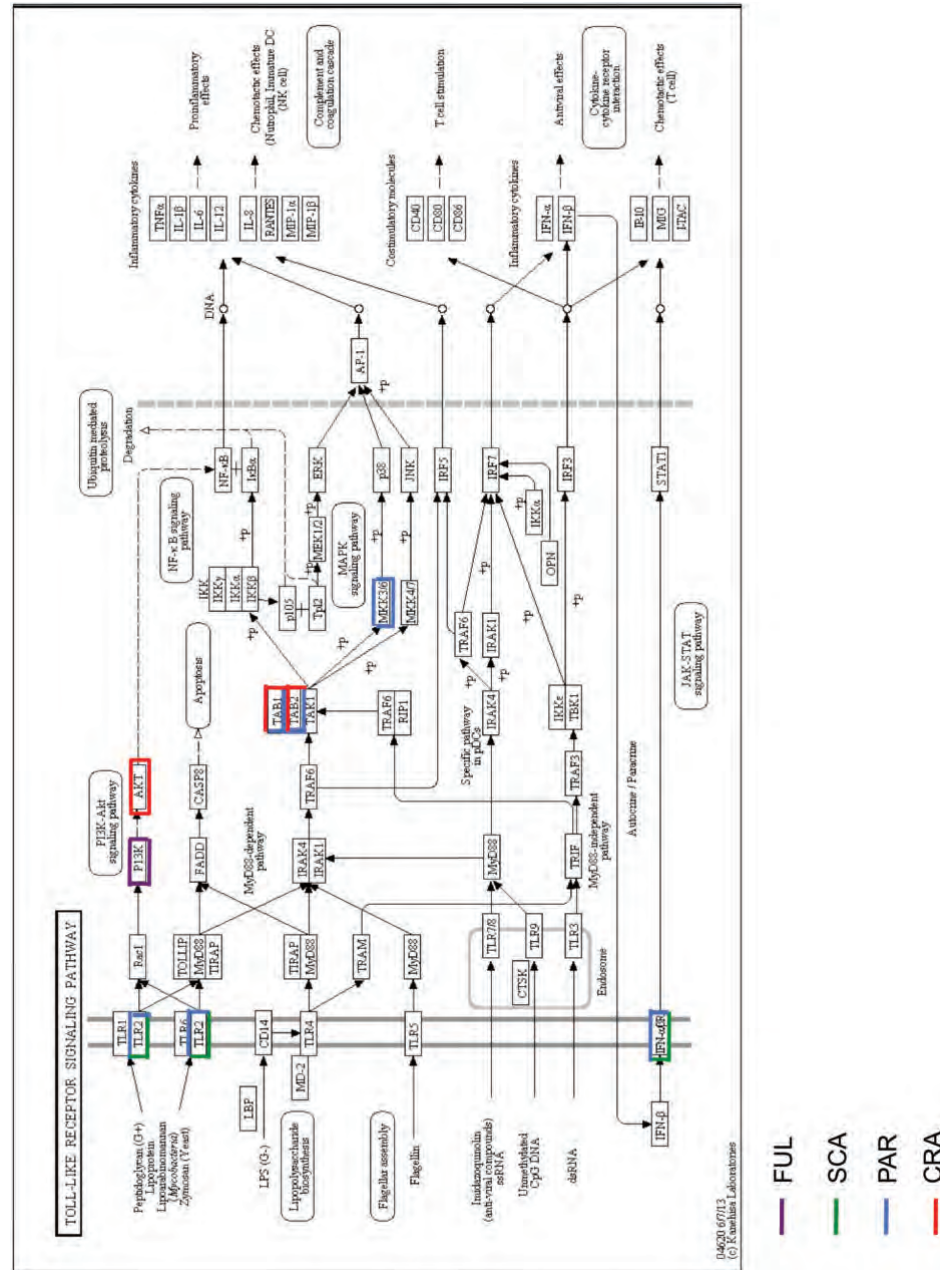 TOLL-LIKE RECEPTOR SIGNALING PATHWAY
Peptidoglycan (G+)
Lipoprotein
Lipoarabinomannan
(Mycobacteria)
Zymosan (Yeast)
LBP
LPS (G-)
Lipopolysaccharide
biosynthesis
Flagellar assembly
Flagellin
Imidazoquinolin
(anti-viral compounds)
ssRNA
Unmethylated
CpG DNA
dsRNA
IFN-β
TLR1
TLR2
TLR6
TLR2
CD14
MD-2
TLR4
TLR5
IFN-αβR
Rac1
TOLLIP
MyD88
TIRAP
TIRAP
MyD88
TRAM
MyD88
TLR7/8
CTSK
TLR9
TLR3
Endosome
PI3K-Akt
signaling pathway
PI3K
AKT
FADD
CASP8
Apoptosis
MyD88-dependent
pathway
IRAK4
IRAK1
TRAF6
TAB1
TAB2
TAK1
TRAF6
RIP1
MyD88
Specific pathway
in pDCs
IRAK4
TRAF6
IRAK1
+p
+p
+p
+p
TRIF
MyD88-independent
pathway
TRAF3
IKKε
TBK1
Autocrine / Paracrine
JAK-STAT
signaling pathway
NF-κB signaling
pathway
IKK
IKKγ
IKKα
IKKβ
+p
+p
p105
Tpl2
+p
MEK1/2
+p
ERK
MAPK
signaling pathway
+p
MKK3/6
+p
p38
+p
MKK4/7
+p
JNK
Ubiquitin mediated
proteolysis
Degradation
NF-κB
IκBα
IRF5
IRF7
+p
IKKα
OPN
+p
IRF3
STAT1
AP-1
+p
DNA
Inflammatory cytokines
TNFα
IL-1β
IL-6
IL-12
Proinflammatory
effects
IL-8
RANTES
MIP-1α
MIP-1β
Chemotactic effects
(Nutrophil, Immature DC)
(NK cell)
Complement and
coagulation cascade
Costimulatory molecules
CD40
CD80
CD86
T cell stimulation
Inflammatory cytokines
IFN-α
IFN-β
Antiviral effects
Cytokine-
cytokine receptor
interaction
IP-10
MIG
I-TAC
Chemotactic effects
(T cell)
04620 6/7/13
(c) Kanehisa Laboratories
FUL
SCA
PAR
CRA